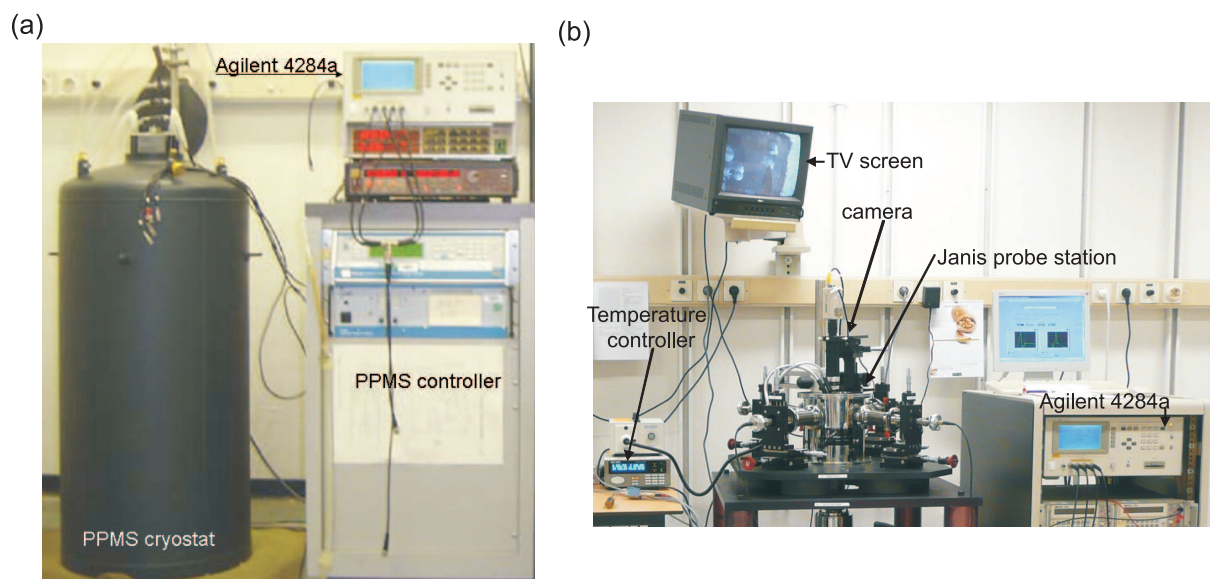 (a)
Agilent 4284a
PPMS controller
PPMS cryostat
(b)
TV screen
camera
Janis probe station
Temperature
controller
Agilent 4284a